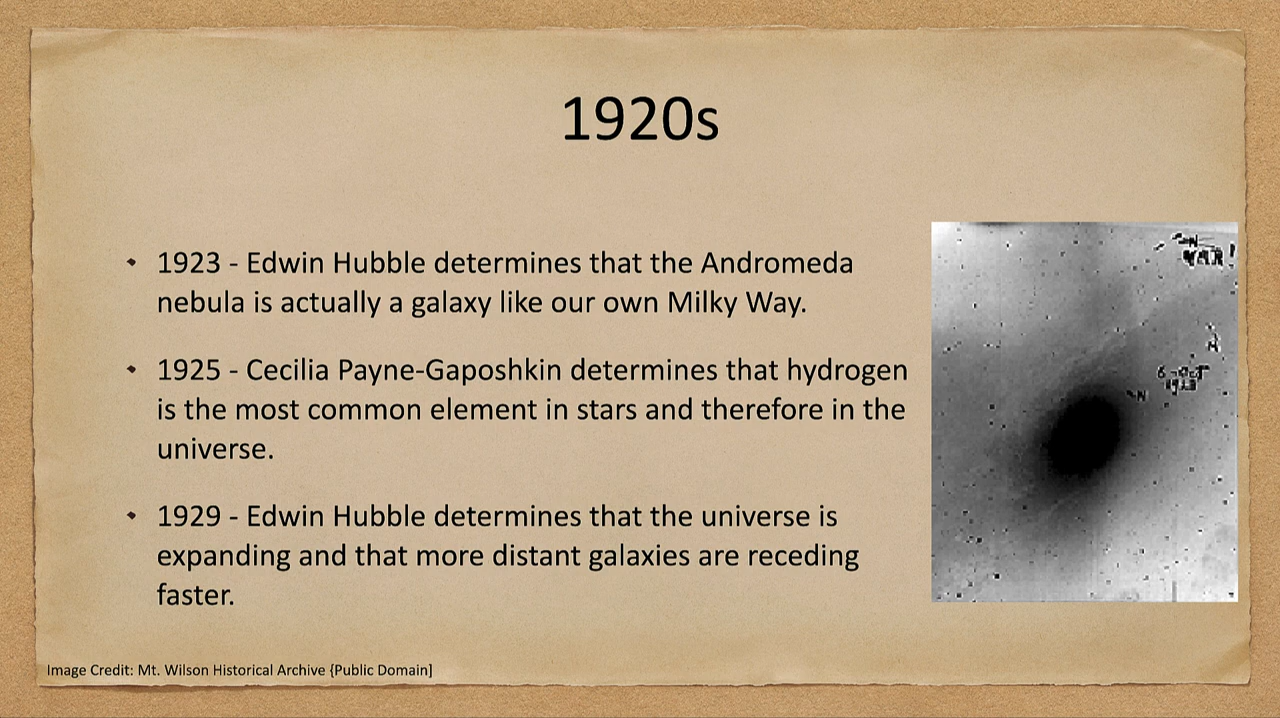 1920s
• 1923 - Edwin Hubble determines that the Andromeda
nebula is actually a galaxy like our own Milky Way.
• 1925 - Cecilia Payne-Gaposhkin determines that hydrogen
is the most common element in stars and therefore in the
universe.
• 1929 - Edwin Hubble determines that the universe is
expanding and that more distant galaxies are receding
faster.
VAR!
N
N
Image Credit: Mt. Wilson Historical Archive {Public Domain]